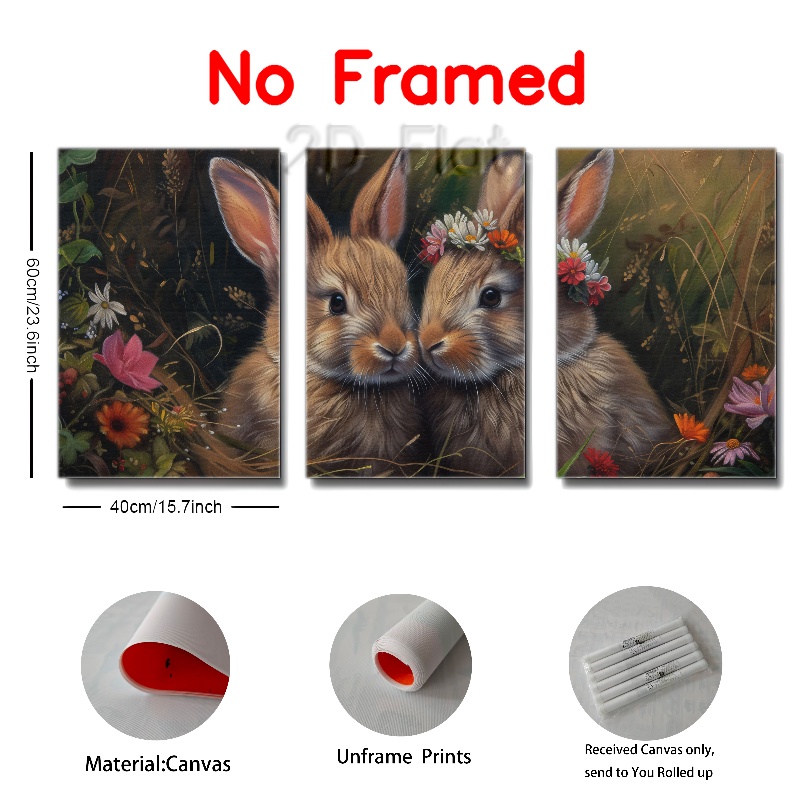 No Framed
2D Flat
60cm/23.6inch
40cm/15.7inch
Material:Canvas
Unframe Prints
Received Canvas only,
send to You Rolled up